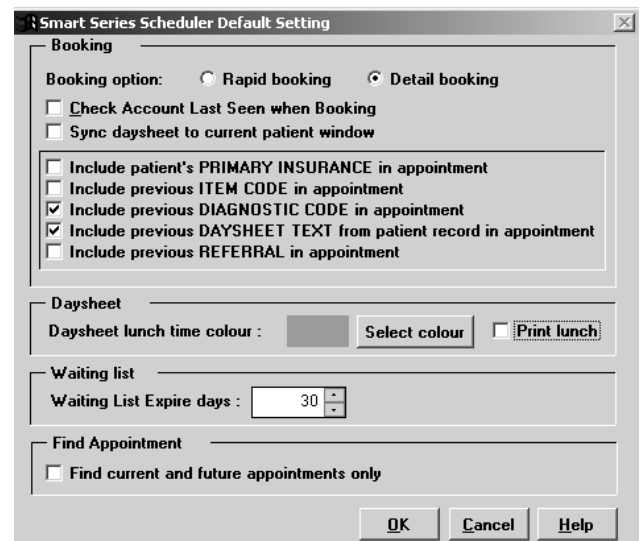 Smart Series Scheduler Default Setting
Booking
Booking option: Rapid booking Detail booking
Check Account Last Seen when Booking
Sync daysheet to current patient window
Include patient's PRIMARY INSURANCE in appointment
Include previous ITEM CODE in appointment
Include previous DIAGNOSTIC CODE in appointment
Include previous DAYSHEET TEXT from patient record in appointment
Include previous REFERRAL in appointment
Daysheet
Daysheet lunch time colour : Select colour Print lunch
Waiting list
Waiting List Expire days : 30
Find Appointment
Find current and future appointments only
OK Cancel Help